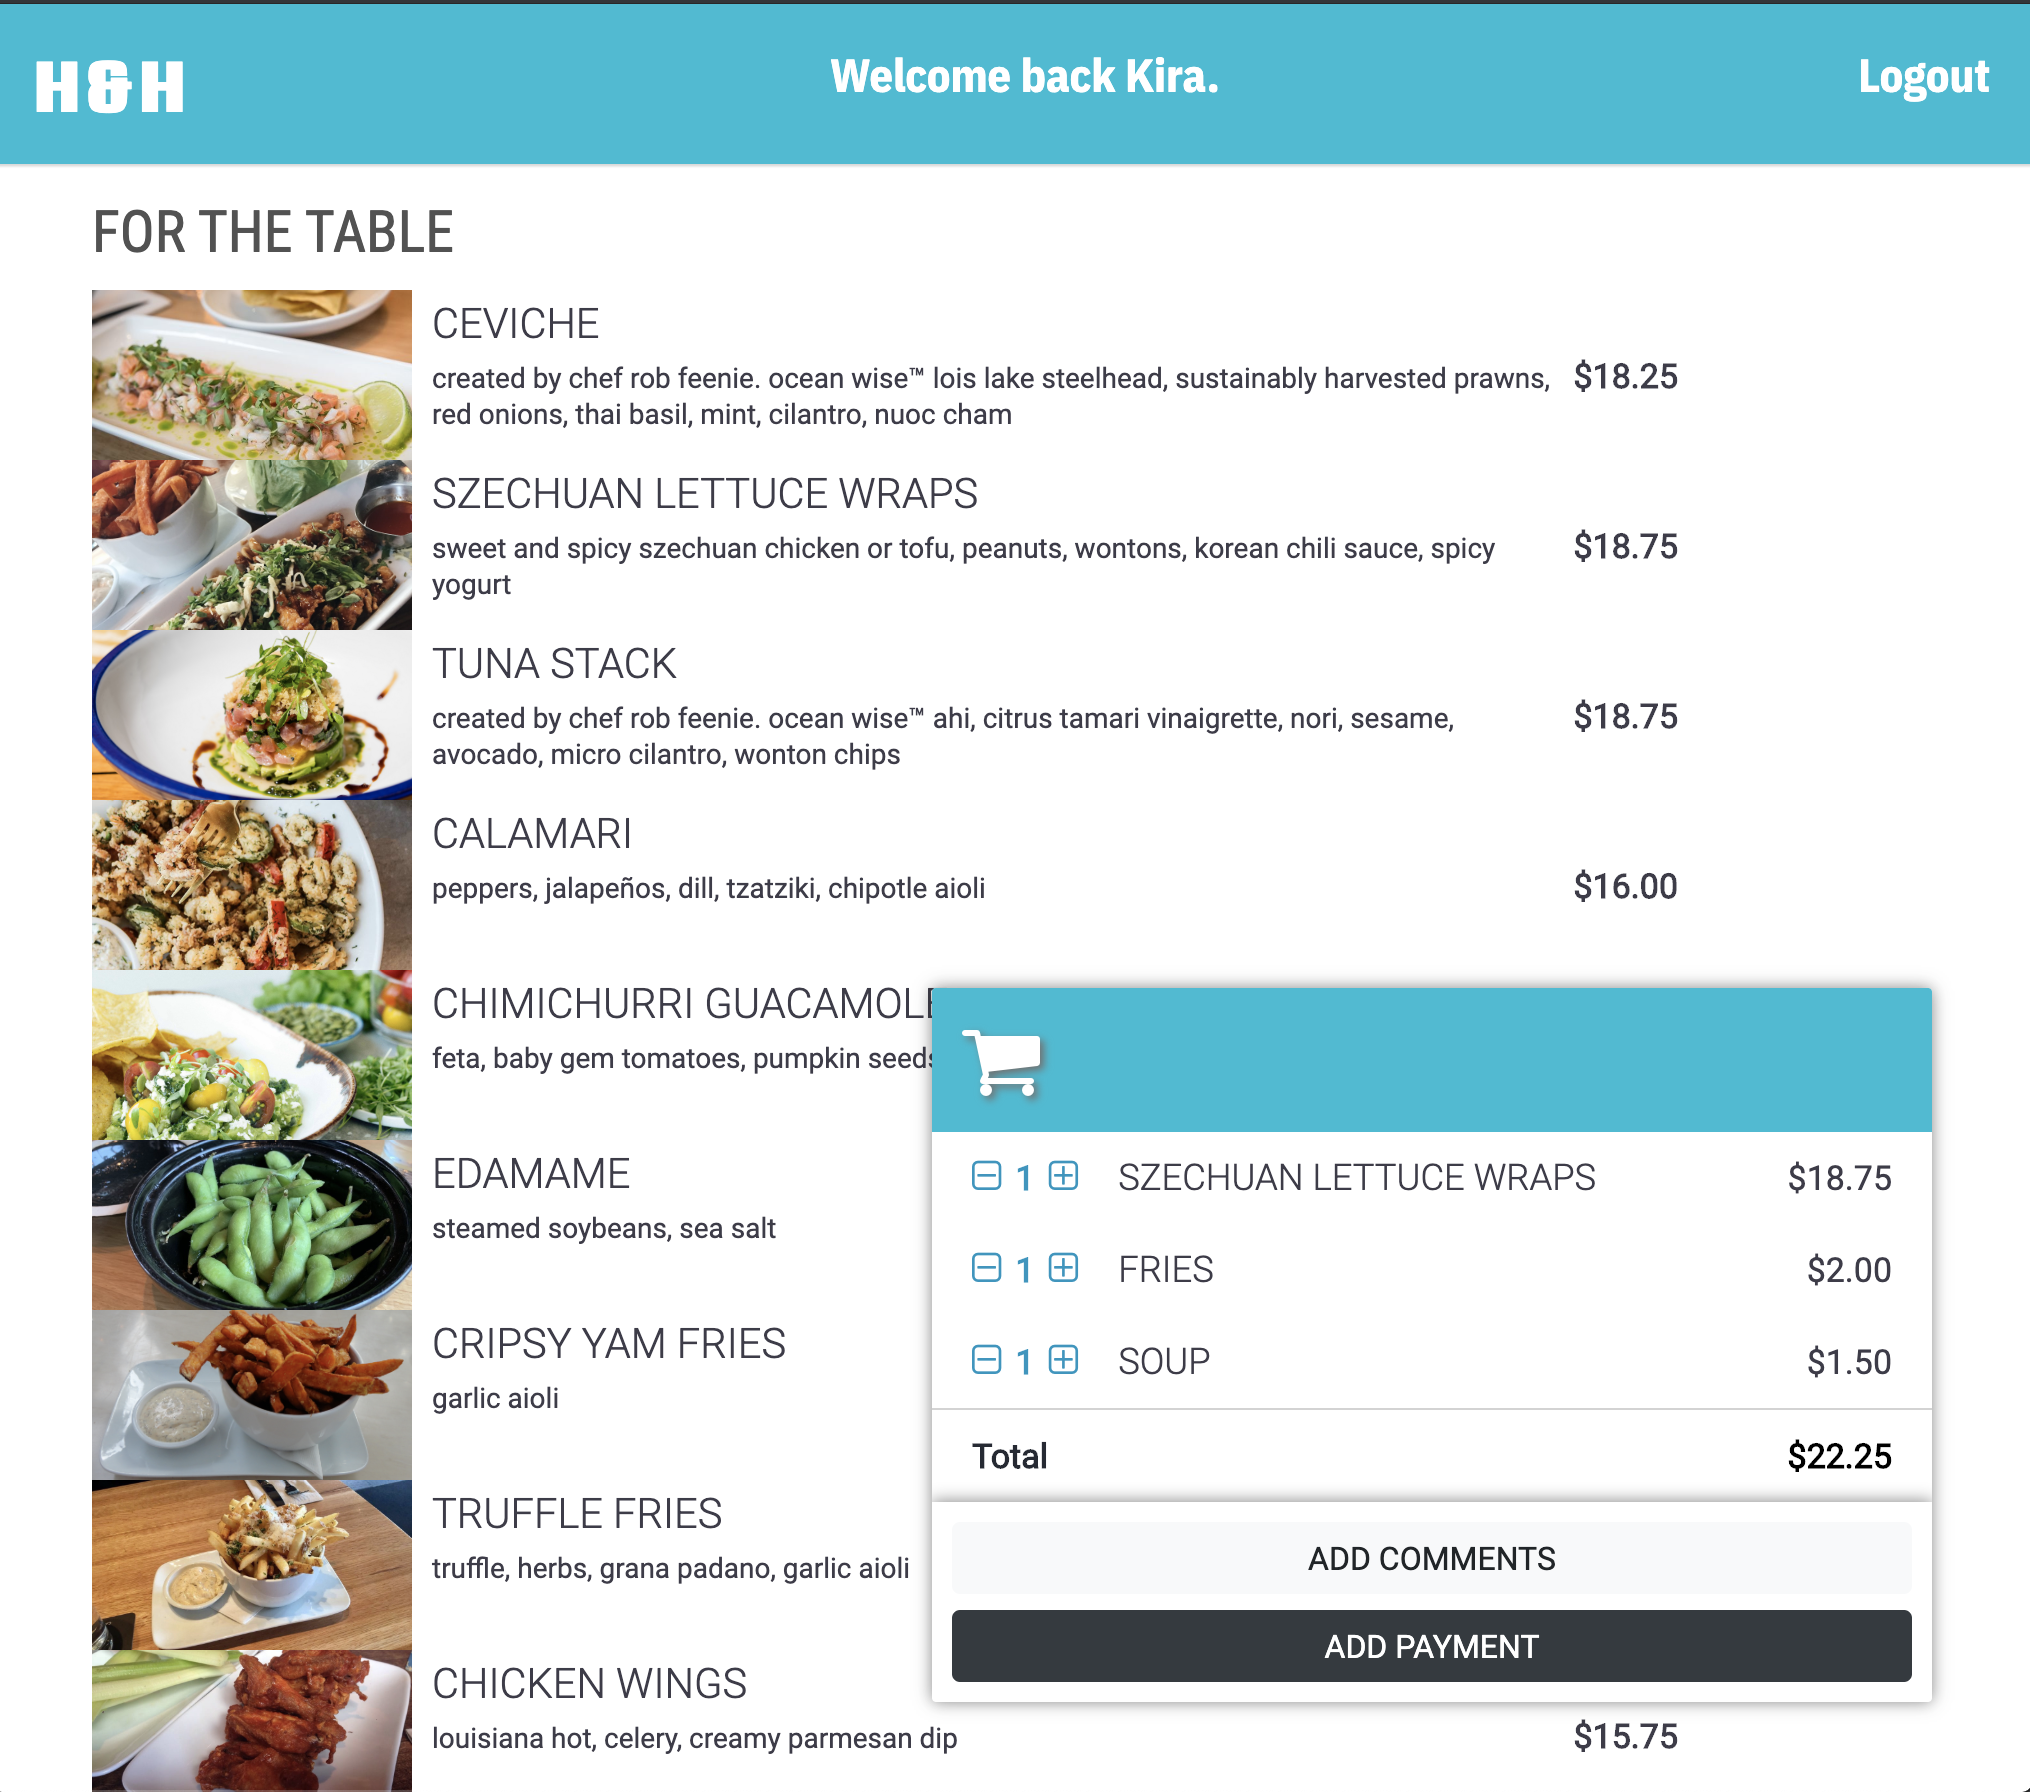 H&H
Welcome back Kira.
Logout
FOR THE TABLE
CEVICHE
created by chef rob feenie. ocean wise™ lois lake steelhead, sustainably harvested prawns,
red onions, thai basil, mint, cilantro, nuoc cham
$18.25
SZECHUAN LETTUCE WRAPS
sweet and spicy szechuan chicken or tofu, peanuts, wontons, korean chili sauce, spicy
yogurt
$18.75
TUNA STACK
created by chef rob feenie. ocean wise™ ahi, citrus tamari vinaigrette, nori, sesame,
avocado, micro cilantro, wonton chips
$18.75
CALAMARI
peppers, jalapeños, dill, tzatziki, chipotle aioli
$16.00
CHIMICHURRI GUACAMOLE
feta, baby gem tomatoes, pumpkin seeds
EDAMAME
steamed soybeans, sea salt
CRIPSY YAM FRIES
garlic aioli
TRUFFLE FRIES
truffle, herbs, grana padano, garlic aioli
CHICKEN WINGS
louisiana hot, celery, creamy parmesan dip
$15.75
1 SZECHUAN LETTUCE WRAPS $18.75
1 FRIES $2.00
1 SOUP $1.50
Total $22.25
ADD COMMENTS
ADD PAYMENT